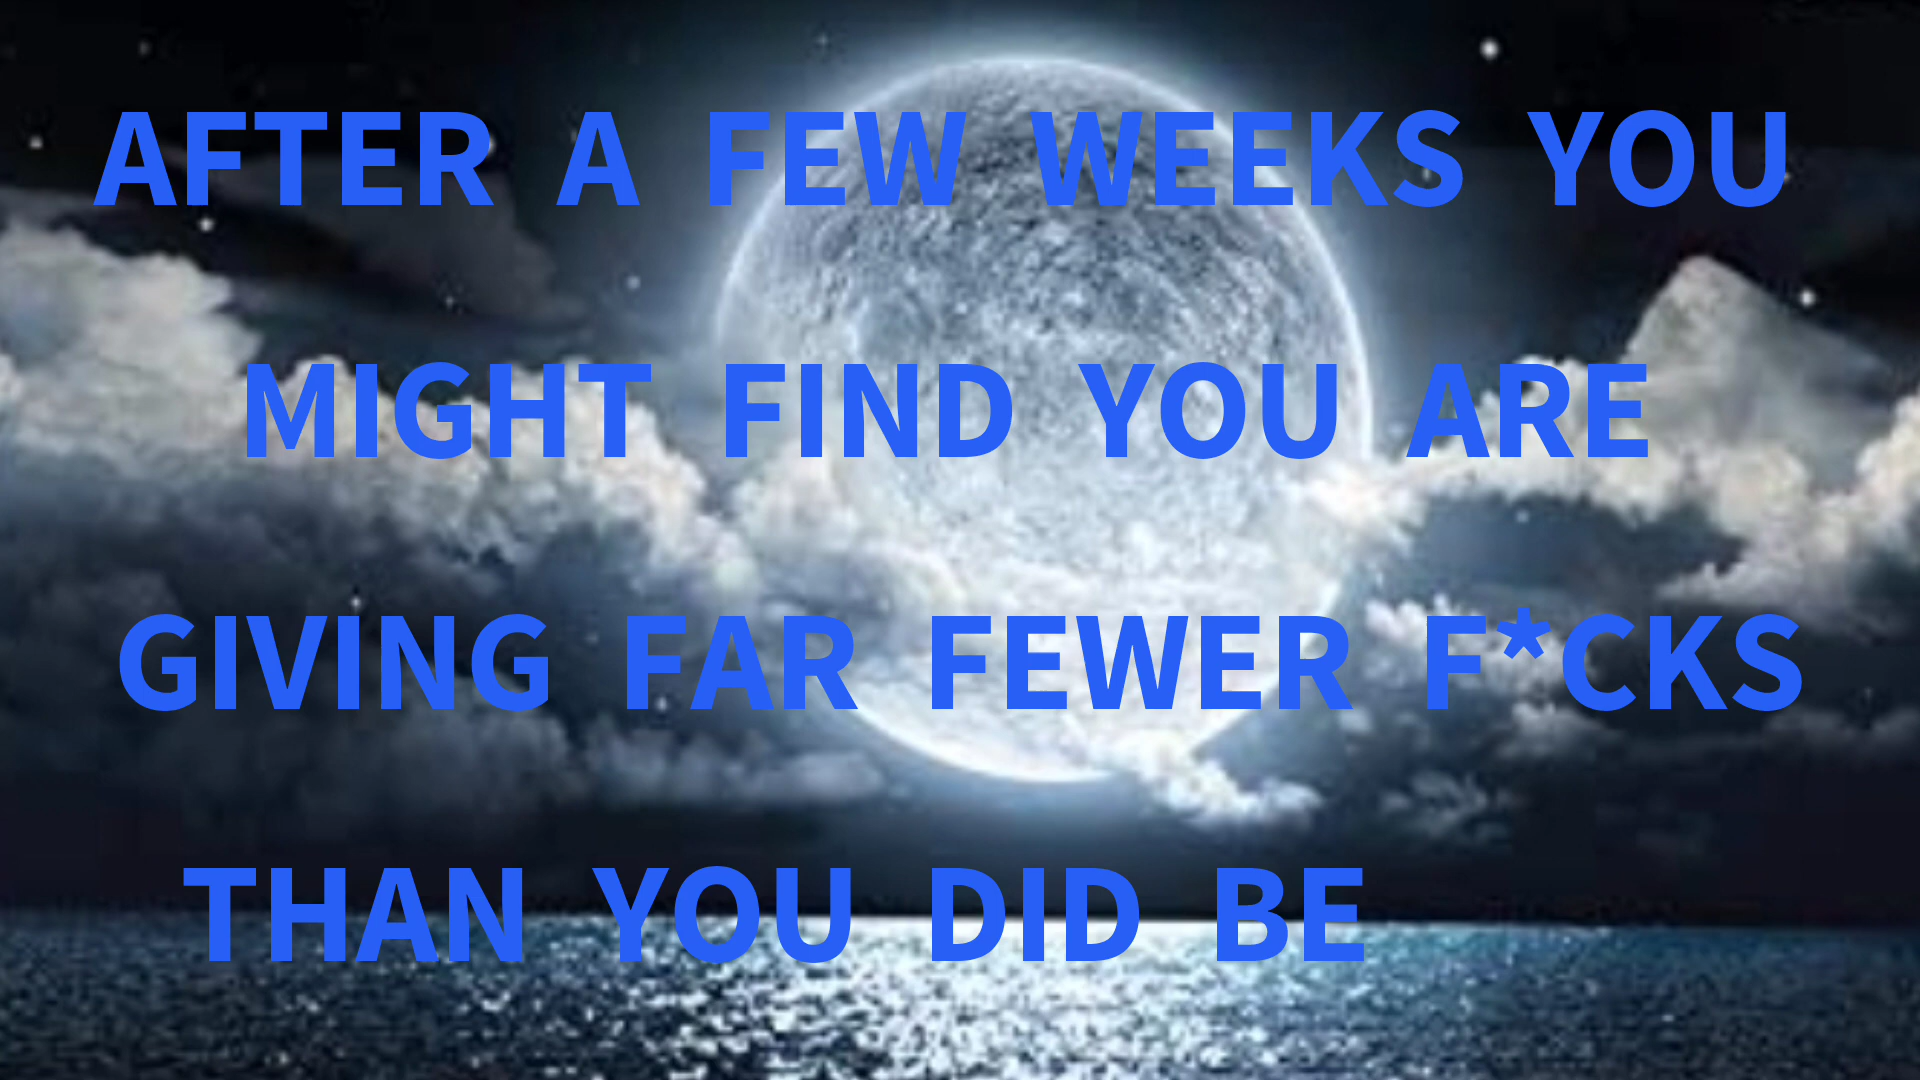 AFTER A FEW WEEKS YOU
MIGHT FIND YOU ARE
GIVING FAR FEWER F*CKS
THAN YOU DID BE